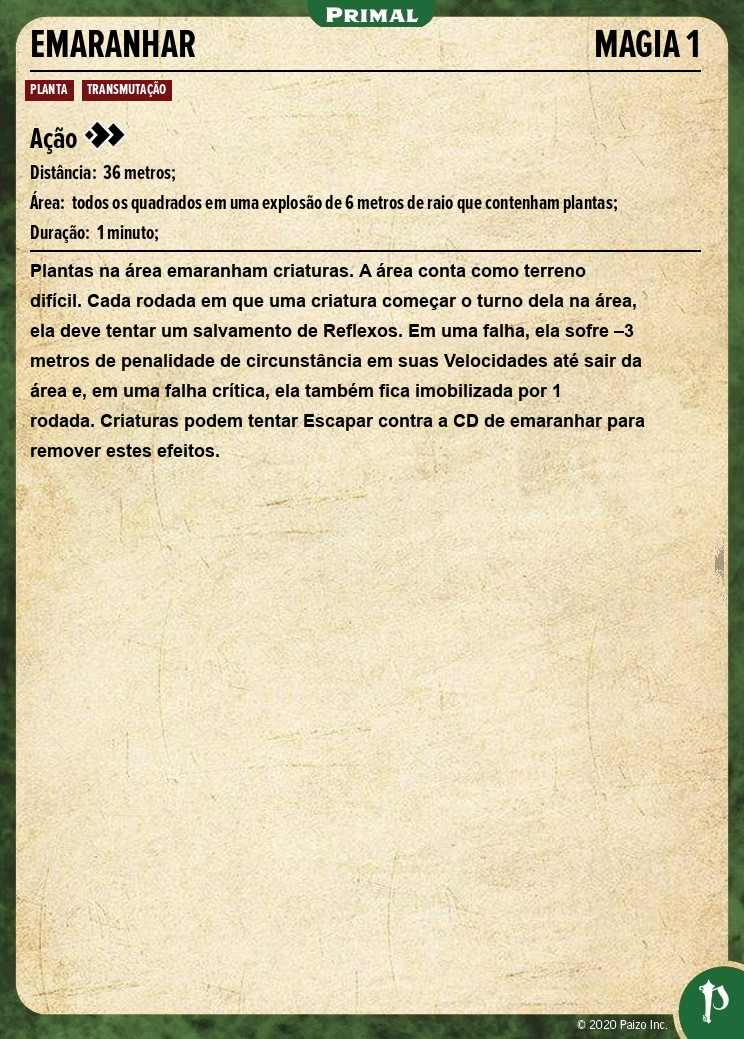 PRIMAL
EMARANHAR MAGIA 1
PLANTA TRANSMUTAÇÃO
Ação
Distância: 36 metros;
Área: todos os quadrados em uma explosão de 6 metros de raio que contenham plantas;
Duração: 1 minuto;
Plantas na área emaranham criaturas. A área conta como terreno
difícil. Cada rodada em que uma criatura começar o turno dela na área,
ela deve tentar um salvamento de Reflexos. Em uma falha, ela sofre –3
metros de penalidade de circunstância em suas Velocidades até sair da
área e, em uma falha crítica, ela também fica imobilizada por 1
rodada. Criaturas podem tentar Escapar contra a CD de emaranhar para
remover estes efeitos.
© 2020 Paizo Inc.